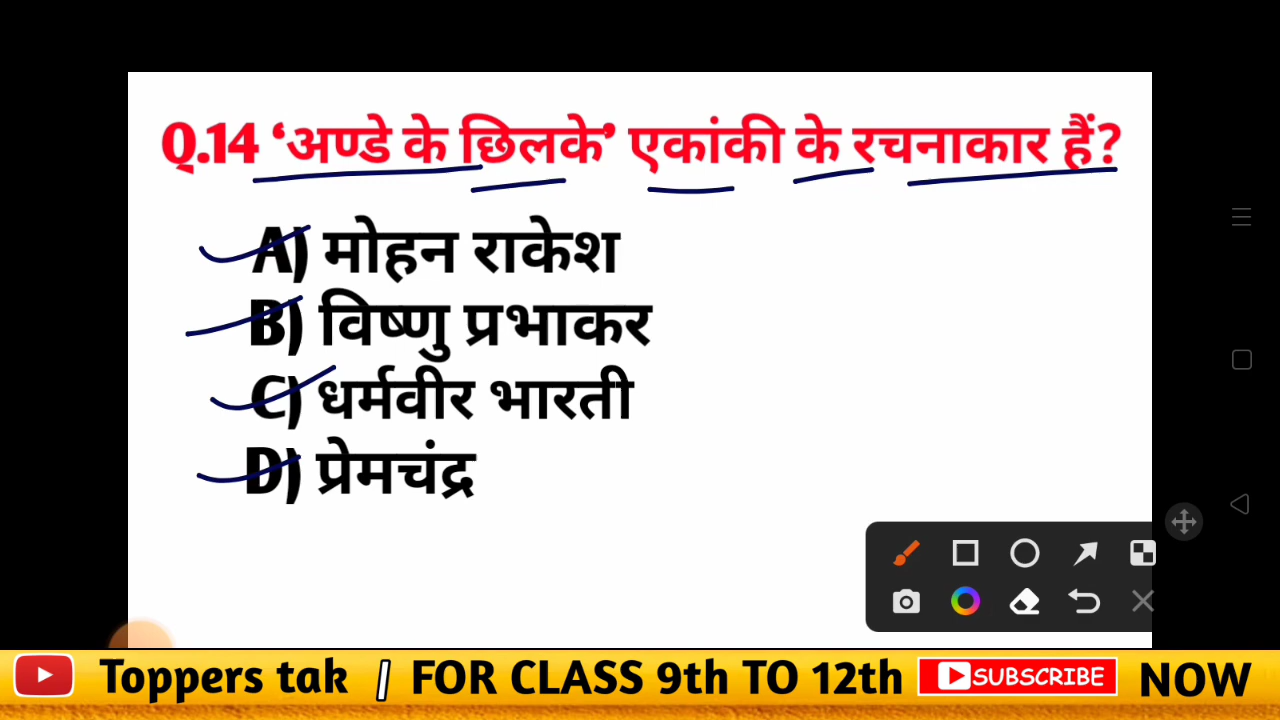 Q.14 ‘अण्डे के छिलके’ एकांकी के रचनाकार हैं?
A) मोहन राकेश
B) विष्णु प्रभाकर
C) धर्मवीर भारती
D) प्रेमचंद्र
Toppers tak / FOR CLASS 9th TO 12th SUBSCRIBE NOW